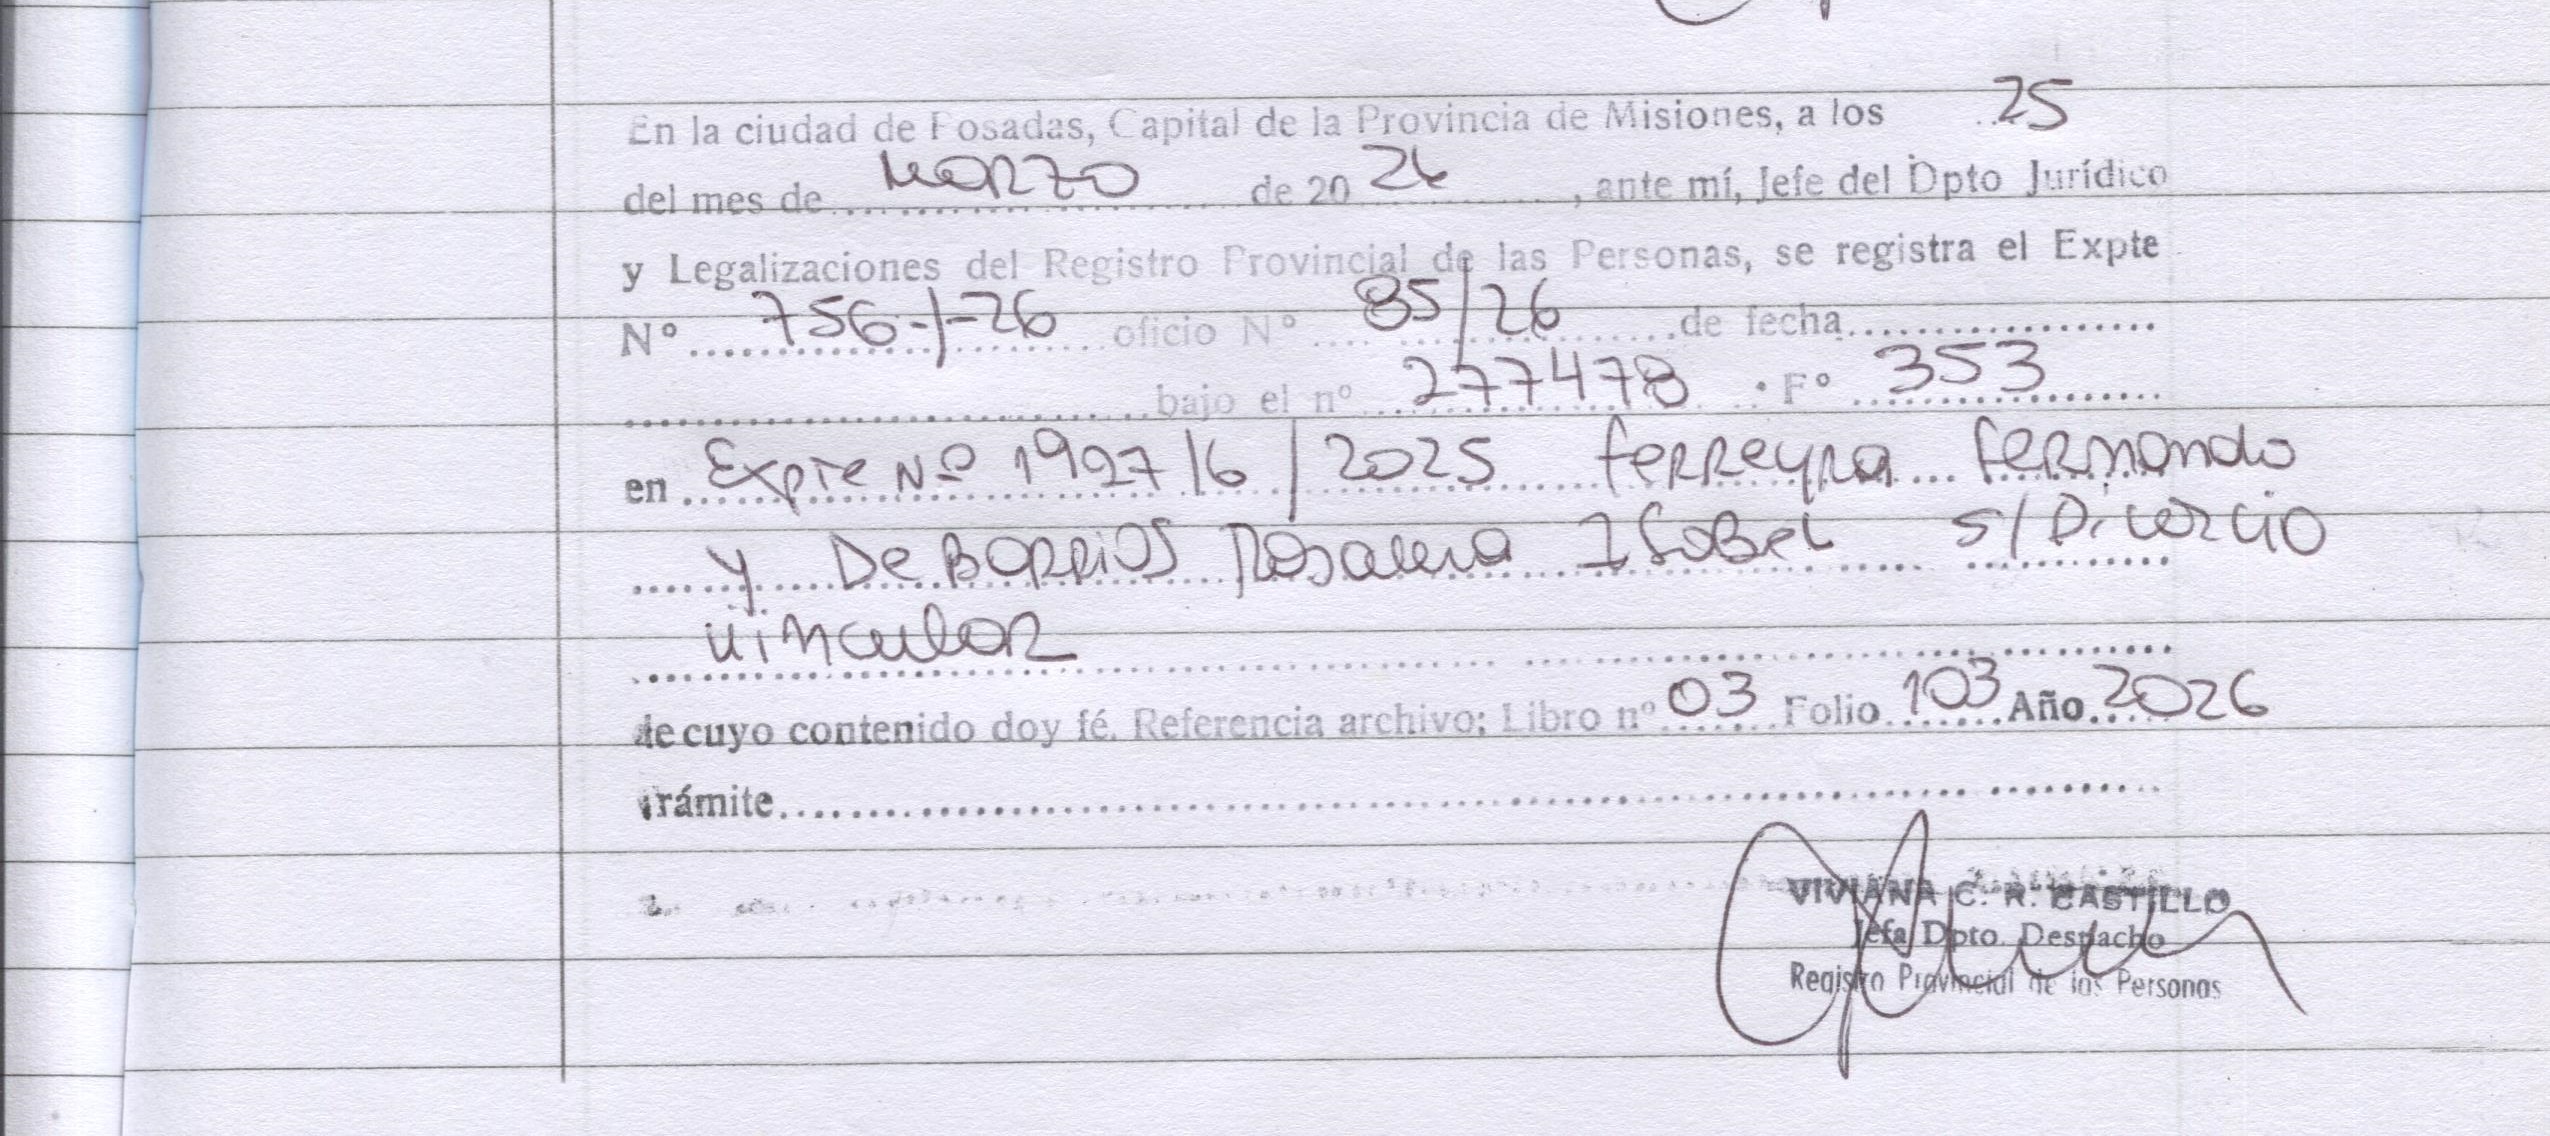 En la ciudad de Posadas, Capital de la Provincia de Misiones, a los 25
del mes de Marzo de 20 26, ante mí, Jefe del Dpto Jurídico
y Legalizaciones del Registro Provincial de las Personas, se registra el Expte
N° 756-I-26 oficio N° 85/26 de fecha
bajo el n° 277478 . F° 353
en Expte Nº 1927 16/2025 Ferreyra Fernando
y De Barrios Isabel s/Divorcio
vincular
de cuyo contenido doy fé. Referencia archivo; Libro n° 03 Folio 103 Año 2026
trámite
VIVIANA C. R. CASTILLO
Jefa Dpto. Despacho
Registro Provincial de las Personas